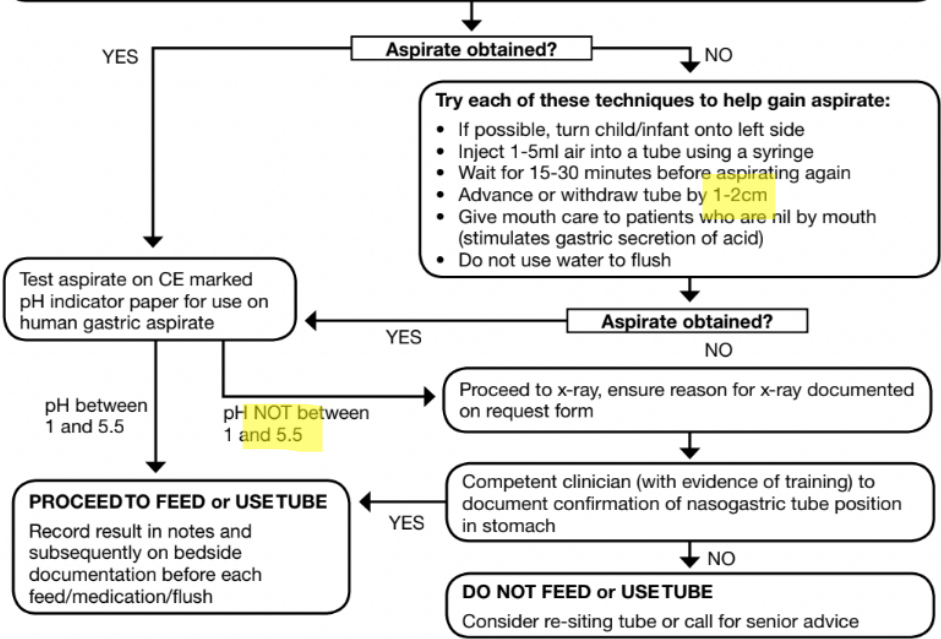 Aspirate obtained?
YES
NO
Try each of these techniques to help gain aspirate:
• If possible, turn child/infant onto left side
• Inject 1-5ml air into a tube using a syringe
• Wait for 15-30 minutes before aspirating again
• Advance or withdraw tube by 1-2cm
• Give mouth care to patients who are nil by mouth
(stimulates gastric secretion of acid)
• Do not use water to flush
Test aspirate on CE marked
pH indicator paper for use on
human gastric aspirate
Aspirate obtained?
YES
NO
pH between
1 and 5.5
pH NOT between
1 and 5.5
Proceed to x-ray, ensure reason for x-ray documented
on request form
Competent clinician (with evidence of training) to
document confirmation of nasogastric tube position
in stomach
YES
NO
PROCEED TO FEED or USE TUBE
Record result in notes and
subsequently on bedside
documentation before each
feed/medication/flush
DO NOT FEED or USE TUBE
Consider re-siting tube or call for senior advice